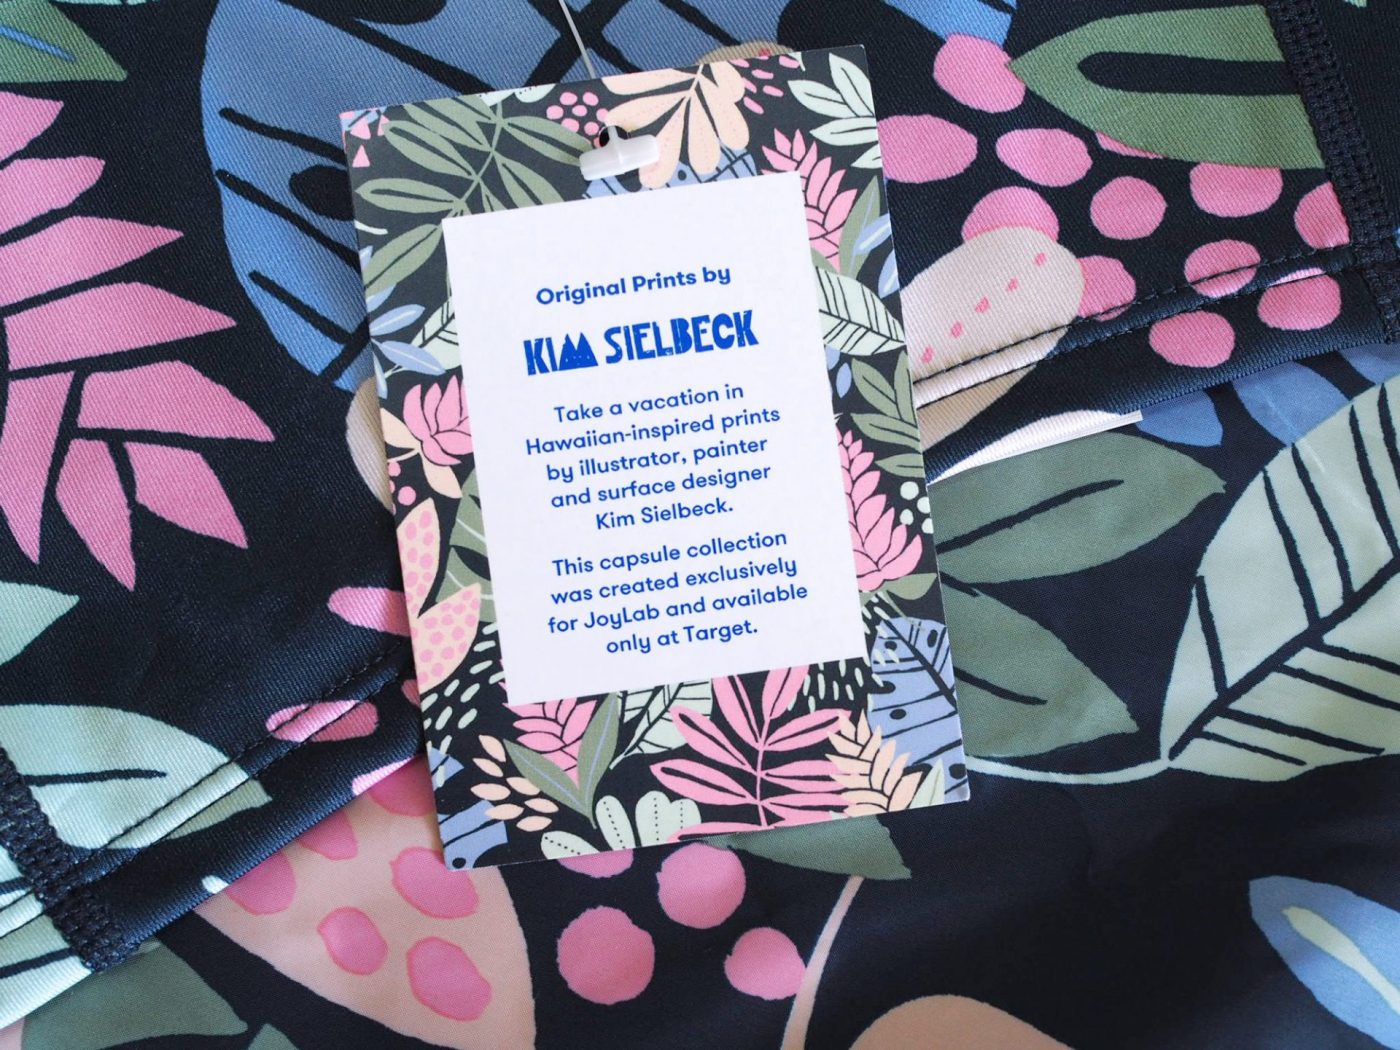 Original Prints by
KIM SIELBECK
Take a vacation in
Hawaiian-inspired prints
by illustrator, painter
and surface designer
Kim Sielbeck.
This capsule collection
was created exclusively
for JoyLab and available
only at Target.